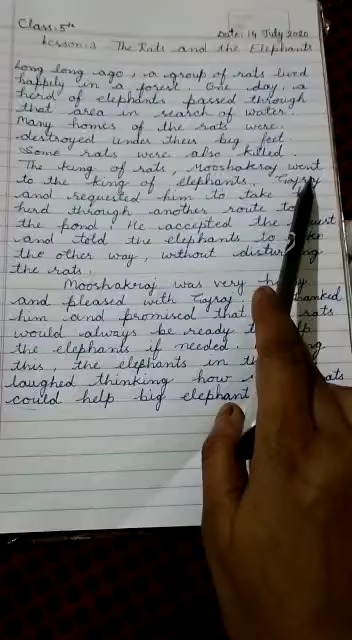 Class: 5th
Date: 14 July 2020
Lesson: 3 The Rats and the Elephants
Long long ago, a group of rats lived
happily in a forest. One day, a
herd of elephants passed through
that area in search of water.
Many homes of the rats were
destroyed under their big feet
Some rats were also killed
The king of rats, Mooshakraj went
to the king of elephants, Gajraj
and requested him to take
herd through another route to
the pond. He accepted the
and told the elephants to
the other way, without
the rats.
Mooshakraj was very
and pleased with Gajraj
him and promised that rats
would always be ready
the elephants if needed.
this, the elephants in
laughed thinking how
could help big elephant